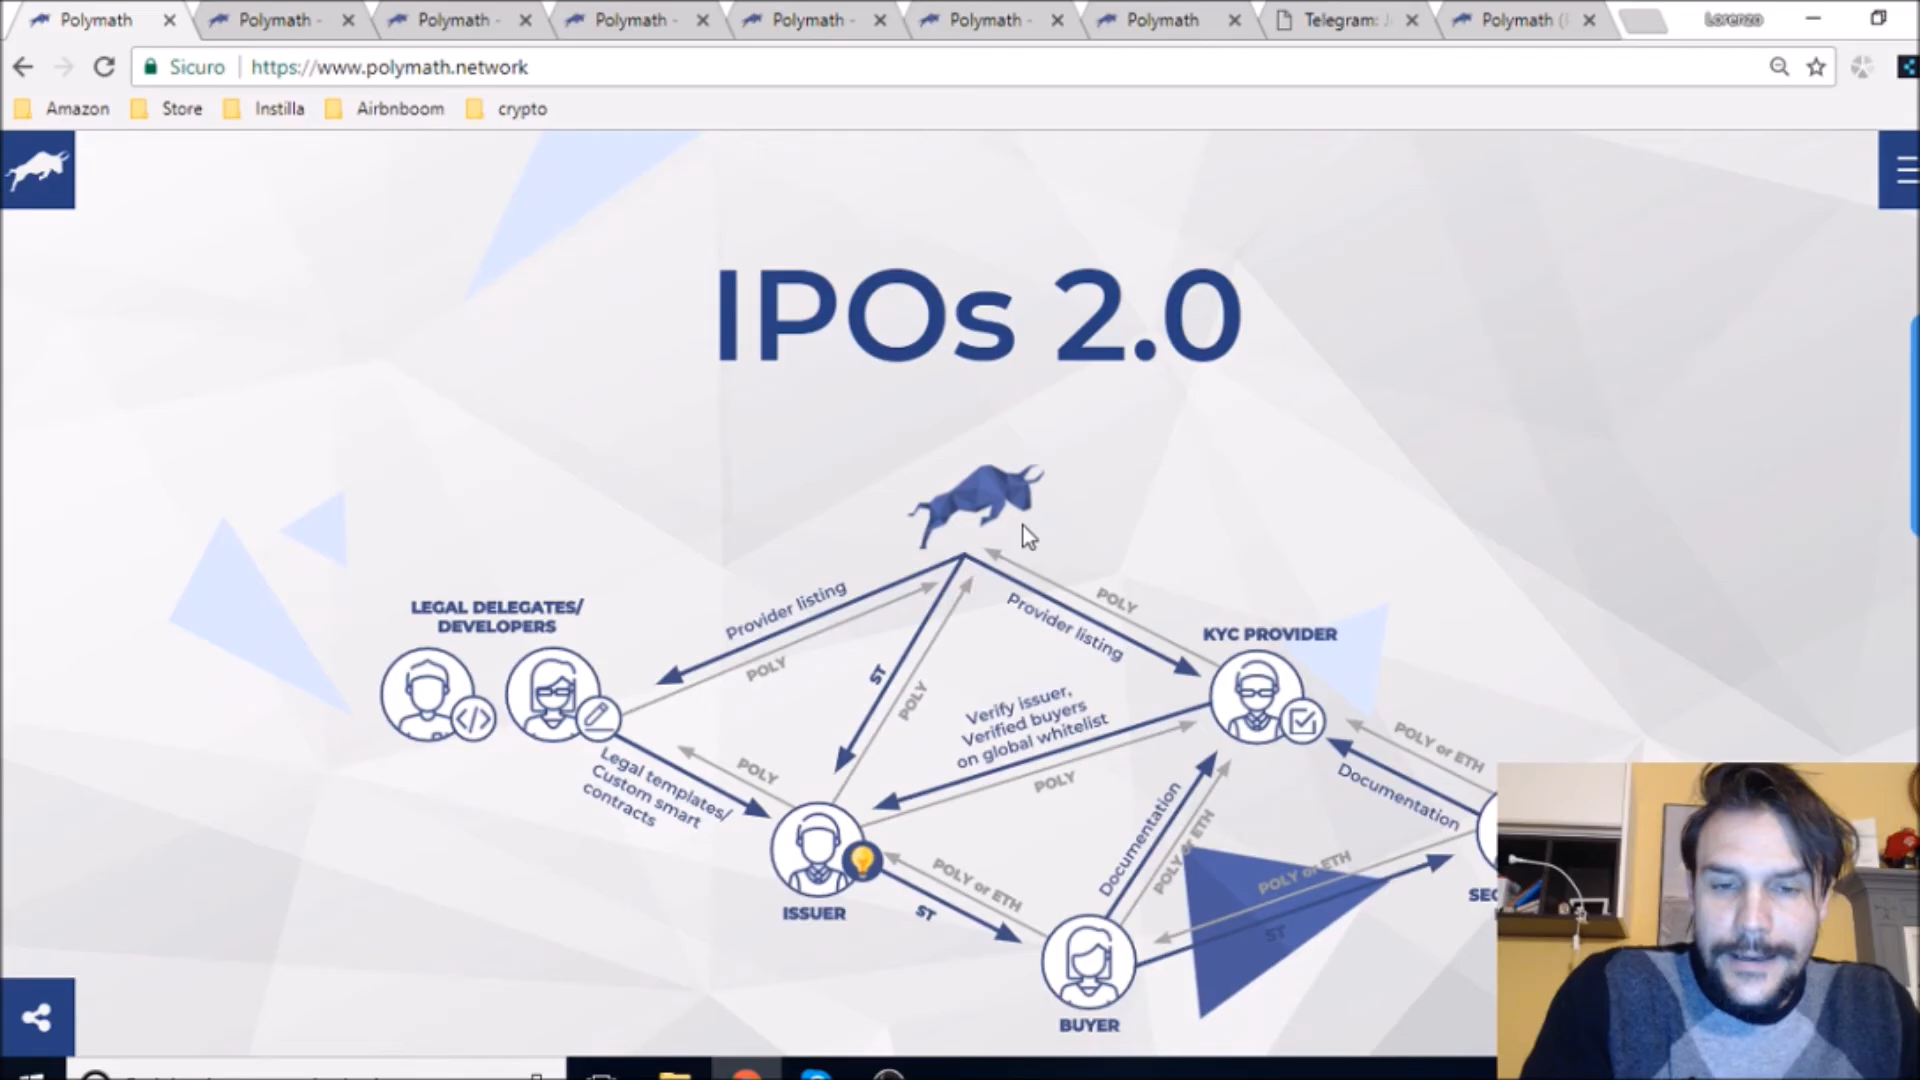 Polymath
Polymath -
Polymath -
Polymath -
Polymath -
Polymath -
Polymath
Telegram:
Polymath (
Lorenzo
Sicuro
https://www.polymath.network
Amazon
Store
Instilla
Airbnboom
crypto
IPOs 2.0
Provider listing
POLY
ST
POLY
Provider listing
POLY
LEGAL DELEGATES/
DEVELOPERS
KYC PROVIDER
Verify issuer,
Verified buyers
on global whitelist
POLY
POLY
Legal templates/
Custom smart
contracts
POLY or ETH
Documentation
Documentation
POLY or ETH
POLY or ETH
ST
POLY or ETH
ST
ISSUER
SEC
BUYER